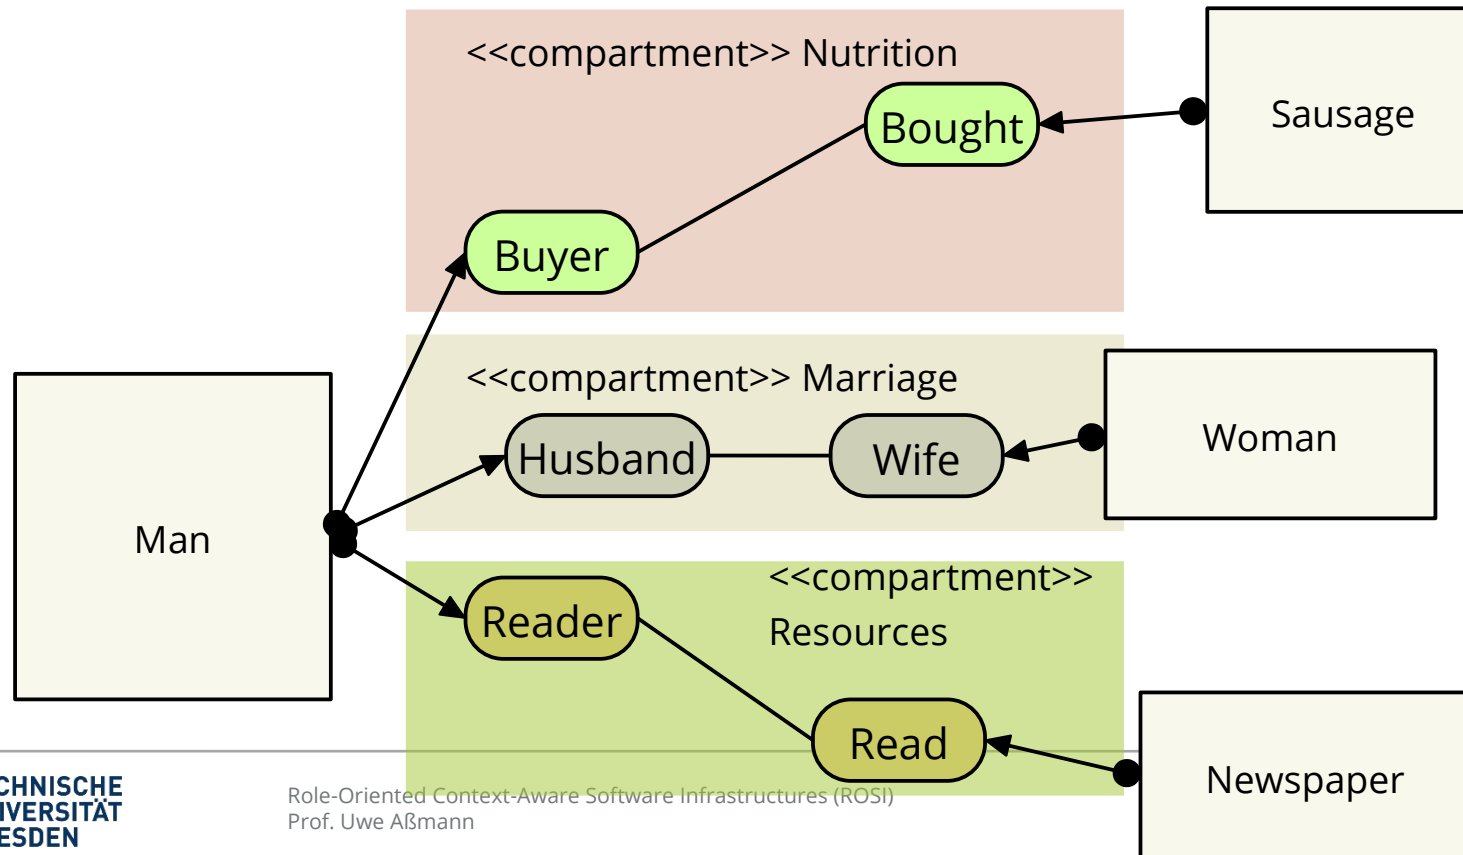 <<compartment>> Nutrition
Bought
Sausage
Buyer
<<compartment>> Marriage
Husband
Wife
Woman
Man
<<compartment>>
Resources
Reader
Read
Newspaper
CHNISCHE
IVERSITÄT
ESDEN
Role-Oriented Context-Aware Software Infrastructures (ROSI)
Prof. Uwe Aßmann